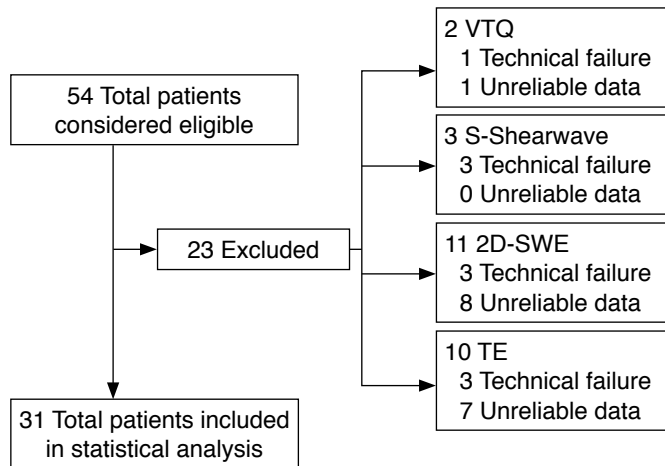 54 Total patients
considered eligible
23 Excluded
31 Total patients included
in statistical analysis
2 VTQ
1 Technical failure
1 Unreliable data
3 S-Shearwave
3 Technical failure
0 Unreliable data
11 2D-SWE
3 Technical failure
8 Unreliable data
10 TE
3 Technical failure
7 Unreliable data